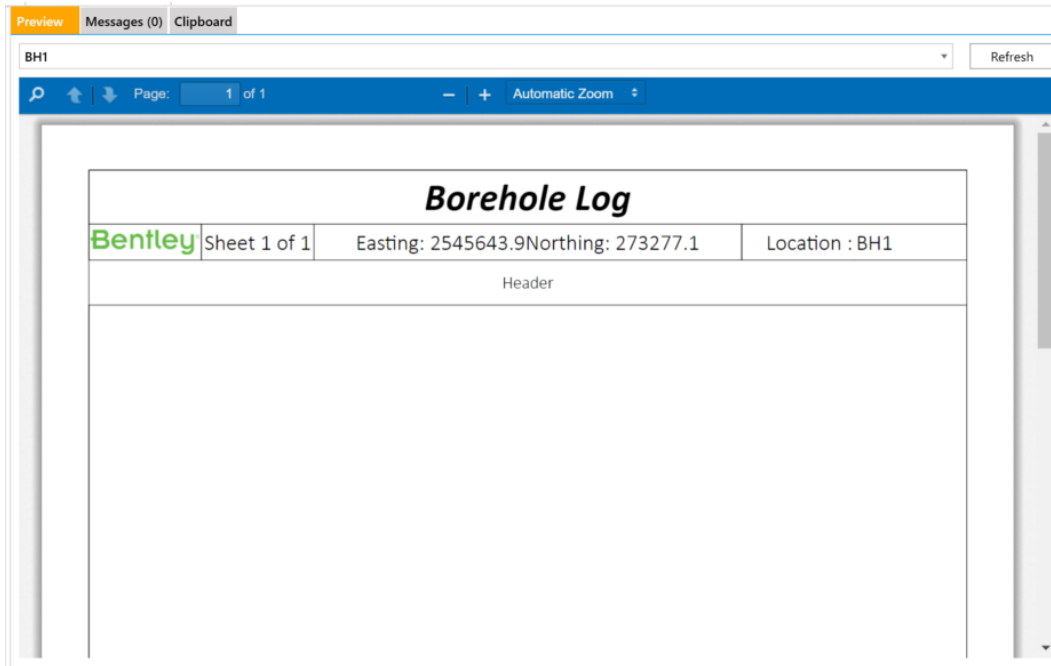 Preview Messages (0) Clipboard
BH1 Refresh
Page: 1 of 1 Automatic Zoom
Borehole Log
Bentley Sheet 1 of 1 Easting: 2545643.9Northing: 273277.1 Location : BH1
Header